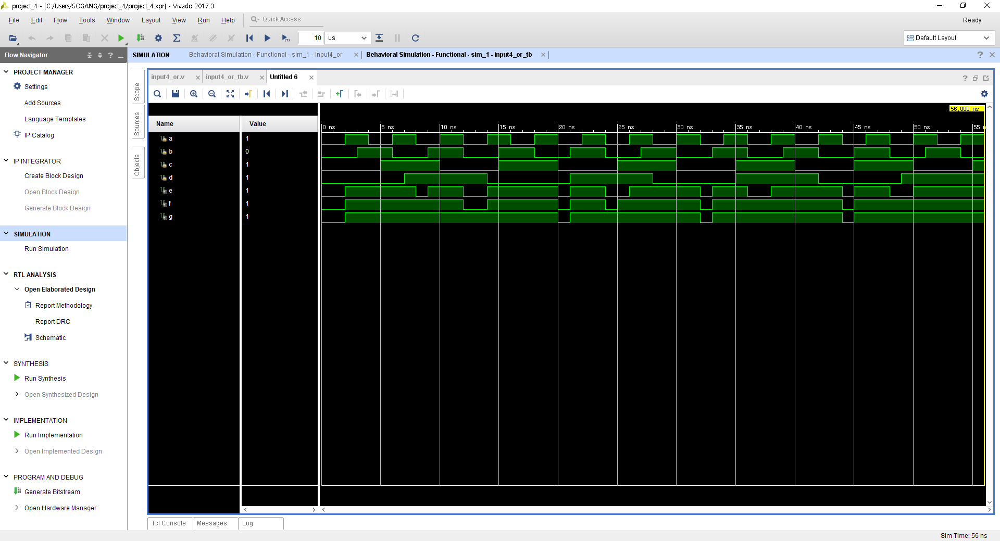 project_4 - [C:/Users/SOGANG/project_4/project_4.xpr] - Vivado 2017.3
File Edit Flow Tools Window Layout View Run Help Quick Access Ready
10 us Default Layout
Flow Navigator
SIMULATION Behavioral Simulation - Functional - sim_1 - input4_or Behavioral Simulation - Functional - sim_1 - input4_or_tb
PROJECT MANAGER
Settings
Add Sources
Language Templates
IP Catalog
IP INTEGRATOR
Create Block Design
Open Block Design
Generate Block Design
SIMULATION
Run Simulation
RTL ANALYSIS
Open Elaborated Design
Report Methodology
Report DRC
Schematic
SYNTHESIS
Run Synthesis
Open Synthesized Design
IMPLEMENTATION
Run Implementation
Open Implemented Design
PROGRAM AND DEBUG
Generate Bitstream
Open Hardware Manager
Scope
Sources
Objects
input4_or.v input4_or_tb.v Untitled 6
56,000 ns
Name Value
0 ns 5 ns 10 ns 15 ns 20 ns 25 ns 30 ns 35 ns 40 ns 45 ns 50 ns 55 n
a 1
b 0
c 1
d 1
e 1
f 1
g 1
Tcl Console Messages Log
Sim Time: 56 ns